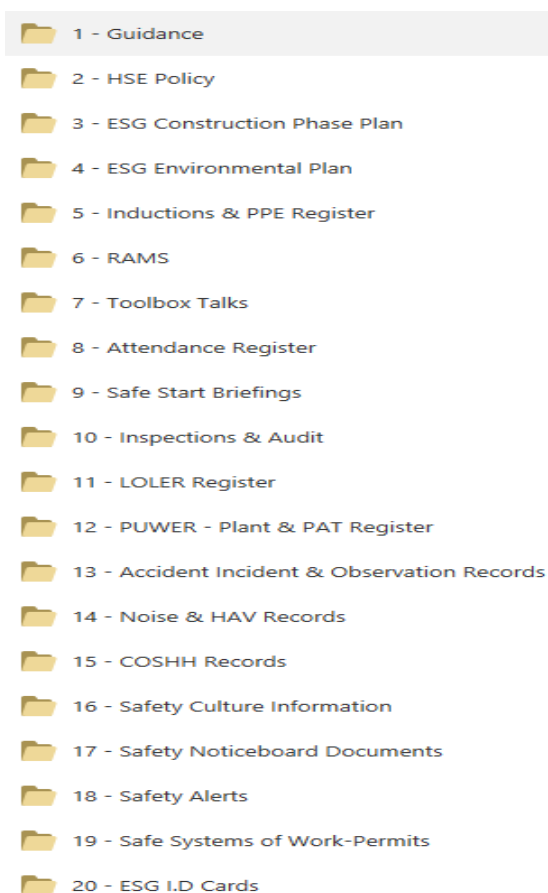 1 - Guidance
2 - HSE Policy
3 - ESG Construction Phase Plan
4 - ESG Environmental Plan
5 - Inductions & PPE Register
6 - RAMS
7 - Toolbox Talks
8 - Attendance Register
9 - Safe Start Briefings
10 - Inspections & Audit
11 - LOLER Register
12 - PUWER - Plant & PAT Register
13 - Accident Incident & Observation Records
14 - Noise & HAV Records
15 - COSHH Records
16 - Safety Culture Information
17 - Safety Noticeboard Documents
18 - Safety Alerts
19 - Safe Systems of Work-Permits
20 - ESG I.D Cards